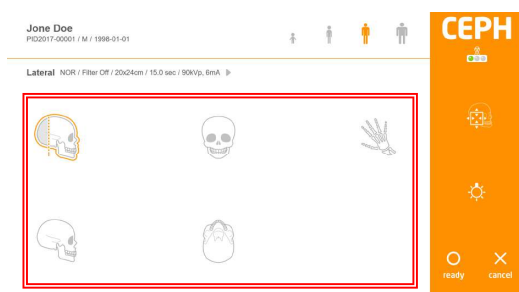 Jone Doe
PID2017-00001 / M / 1998-01-01
CEPH
Lateral NOR / Filter Off / 20x24cm / 15.0 sec / 90kVp, 6mA
ready cancel